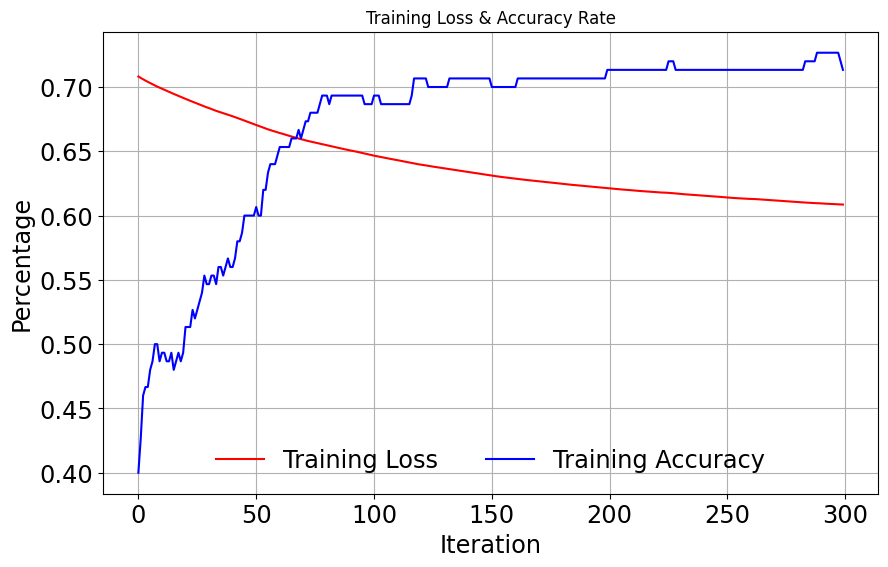 Training Loss & Accuracy Rate
0.70
0.65
0.60
0.55
0.50
0.45
0.40
Percentage
Training Loss
Training Accuracy
0
50
100
150
200
250
300
Iteration